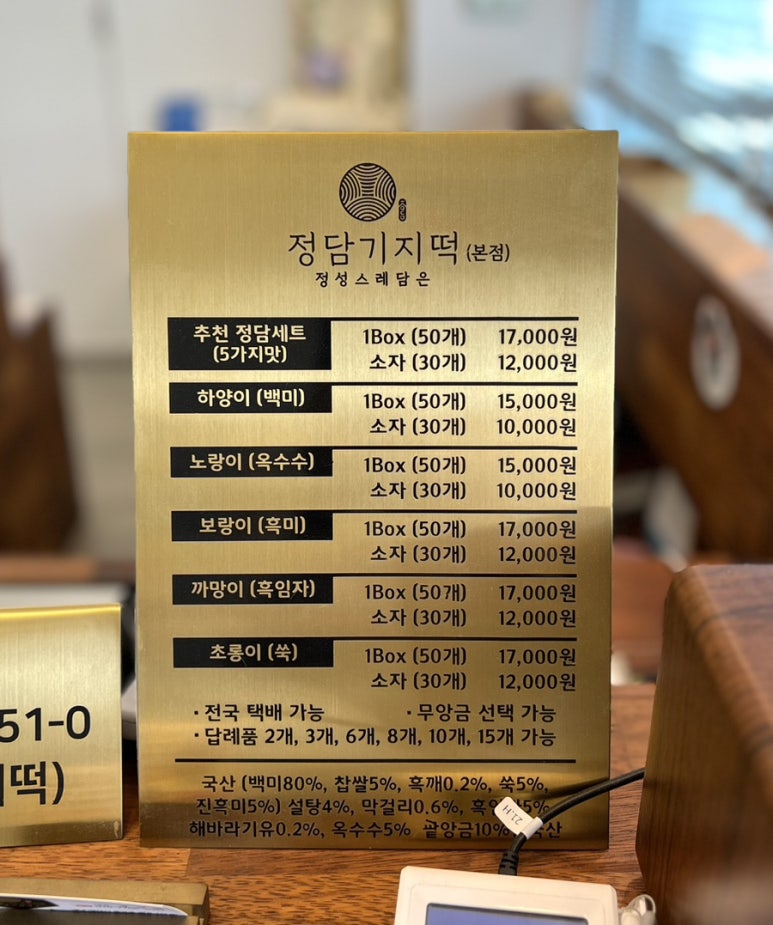 정담기지떡 (본점)
정성스레담은
추천 정담세트 (5가지맛) 1Box (50개) 17,000원
소자 (30개) 12,000원
하양이 (백미) 1Box (50개) 15,000원
소자 (30개) 10,000원
노랑이 (옥수수) 1Box (50개) 15,000원
소자 (30개) 10,000원
보랑이 (흑미) 1Box (50개) 17,000원
소자 (30개) 12,000원
까망이 (흑임자) 1Box (50개) 17,000원
소자 (30개) 12,000원
초롱이 (쑥) 1Box (50개) 17,000원
소자 (30개) 12,000원
· 전국 택배 가능 · 무앙금 선택 가능
· 답례품 2개, 3개, 6개, 8개, 10개, 15개 가능
국산 (백미80%, 찹쌀5%, 흑깨0.2%, 쑥5%,
진흑미5%) 설탕4%, 막걸리0.6%, 5%
해바라기유0.2%, 옥수수5% 팥앙금10%
51-0
떡)
21.H